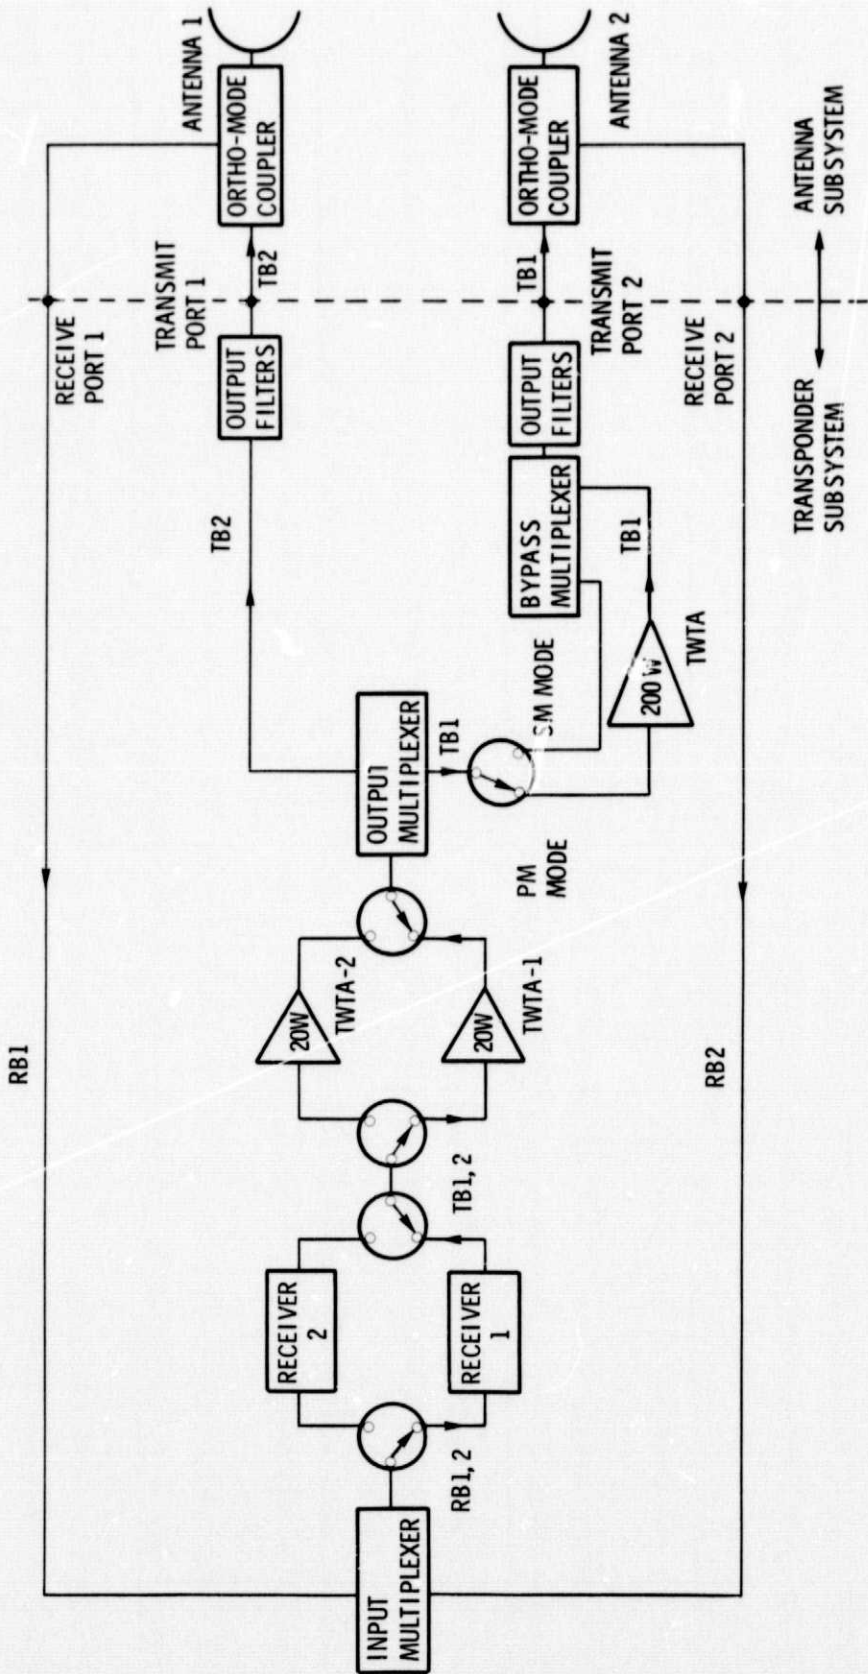 RB1
RECEIVE
PORT 1
ANTENNA 1
TRANSMIT
PORT 1
TB2
OUTPUT
FILTERS
TB2
ORTHO-MODE
COUPLER
INPUT
MULTIPLEXER
RB1, 2
RECEIVER
2
RECEIVER
1
TB1, 2
20W
TWTA-2
20W
TWTA-1
OUTPUT
MULTIPLEXER
TB1
PM
MODE
SM MODE
200 W
TWTA
TB1
BYPASS
MULTIPLEXER
OUTPUT
FILTERS
TB1
TRANSMIT
PORT 2
ORTHO-MODE
COUPLER
ANTENNA 2
RB2
RECEIVE
PORT 2
TRANSPONDER
SUBSYSTEM
ANTENNA
SUBSYSTEM